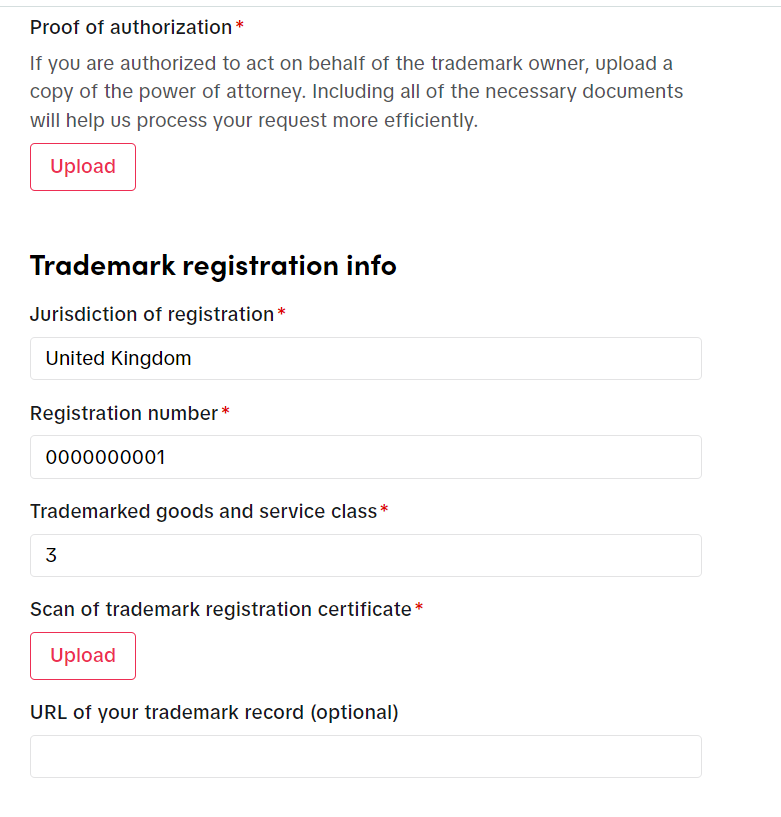 Proof of authorization*
If you are authorized to act on behalf of the trademark owner, upload a
copy of the power of attorney. Including all of the necessary documents
will help us process your request more efficiently.
Upload
Trademark registration info
Jurisdiction of registration*
United Kingdom
Registration number*
0000000001
Trademarked goods and service class*
3
Scan of trademark registration certificate*
Upload
URL of your trademark record (optional)